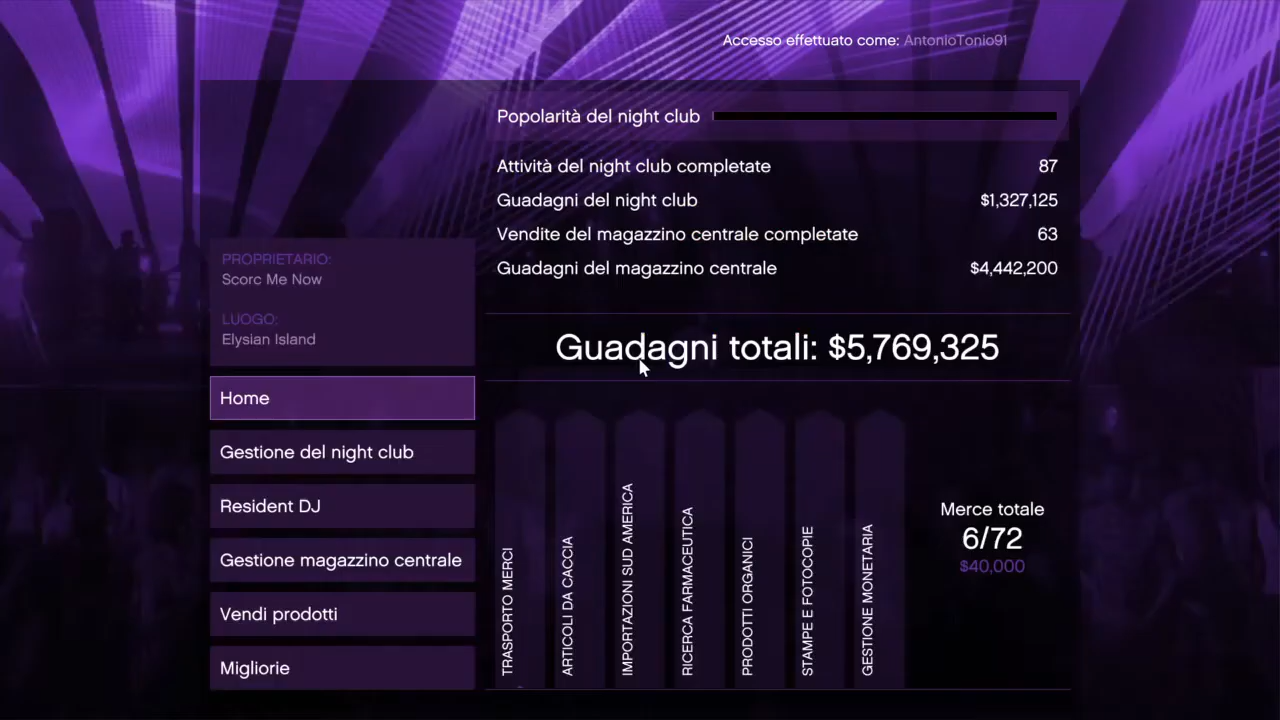 Accesso effettuato come: AntonioTonio91
Popolarità del night club
Attività del night club completate 87
Guadagni del night club $1,327,125
Vendite del magazzino centrale completate 63
Guadagni del magazzino centrale $4,442,200
PROPRIETARIO:
Scorc Me Now
LUOGO:
Elysian Island
Guadagni totali: $5,769,325
Home
Gestione del night club
Resident DJ
Gestione magazzino centrale
Vendi prodotti
Migliorie
TRASPORTO MERCI
ARTICOLI DA CACCIA
IMPORTAZIONI SUD AMERICA
RICERCA FARMACEUTICA
PRODOTTI ORGANICI
STAMPE E FOTOCOPIE
GESTIONE MONETARIA
Merce totale
6/72
$40,000